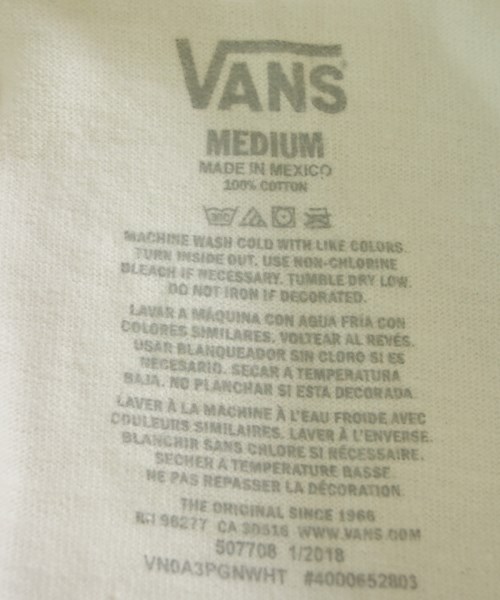 VANS
MEDIUM
MADE IN MEXICO
100% COTTON
MACHINE WASH COLD WITH LIKE COLORS.
TURN INSIDE OUT. USE NON-CHLORINE
BLEACH IF NECESSARY. TUMBLE DRY LOW.
DO NOT IRON IF DECORATED.
LAVAR A MÁQUINA CON AGUA FRÍA CON
COLORES SIMILARES. VOLTEAR AL REVÉS.
USAR BLANQUEADOR SIN CLORO SI ES
NECESARIO. SECAR A TEMPERATURA
BAJA. NO PLANCHAR SI ESTA DECORADA.
LAVER À LA MACHINE À L'EAU FROIDE AVEC
COULEURS SIMILAIRES. LAVER À L'ENVERSE.
BLANCHIR SANS CHLORE SI NÉCESSAIRE.
SECHER A TEMPERATURE BASSE.
NE PAS REPASSER LA DÉCORATION.
THE ORIGINAL SINCE 1966
96277 CA 30516 WWW.VANS.COM
507708 1/2018
VN0A3PGNWHT #4000652803